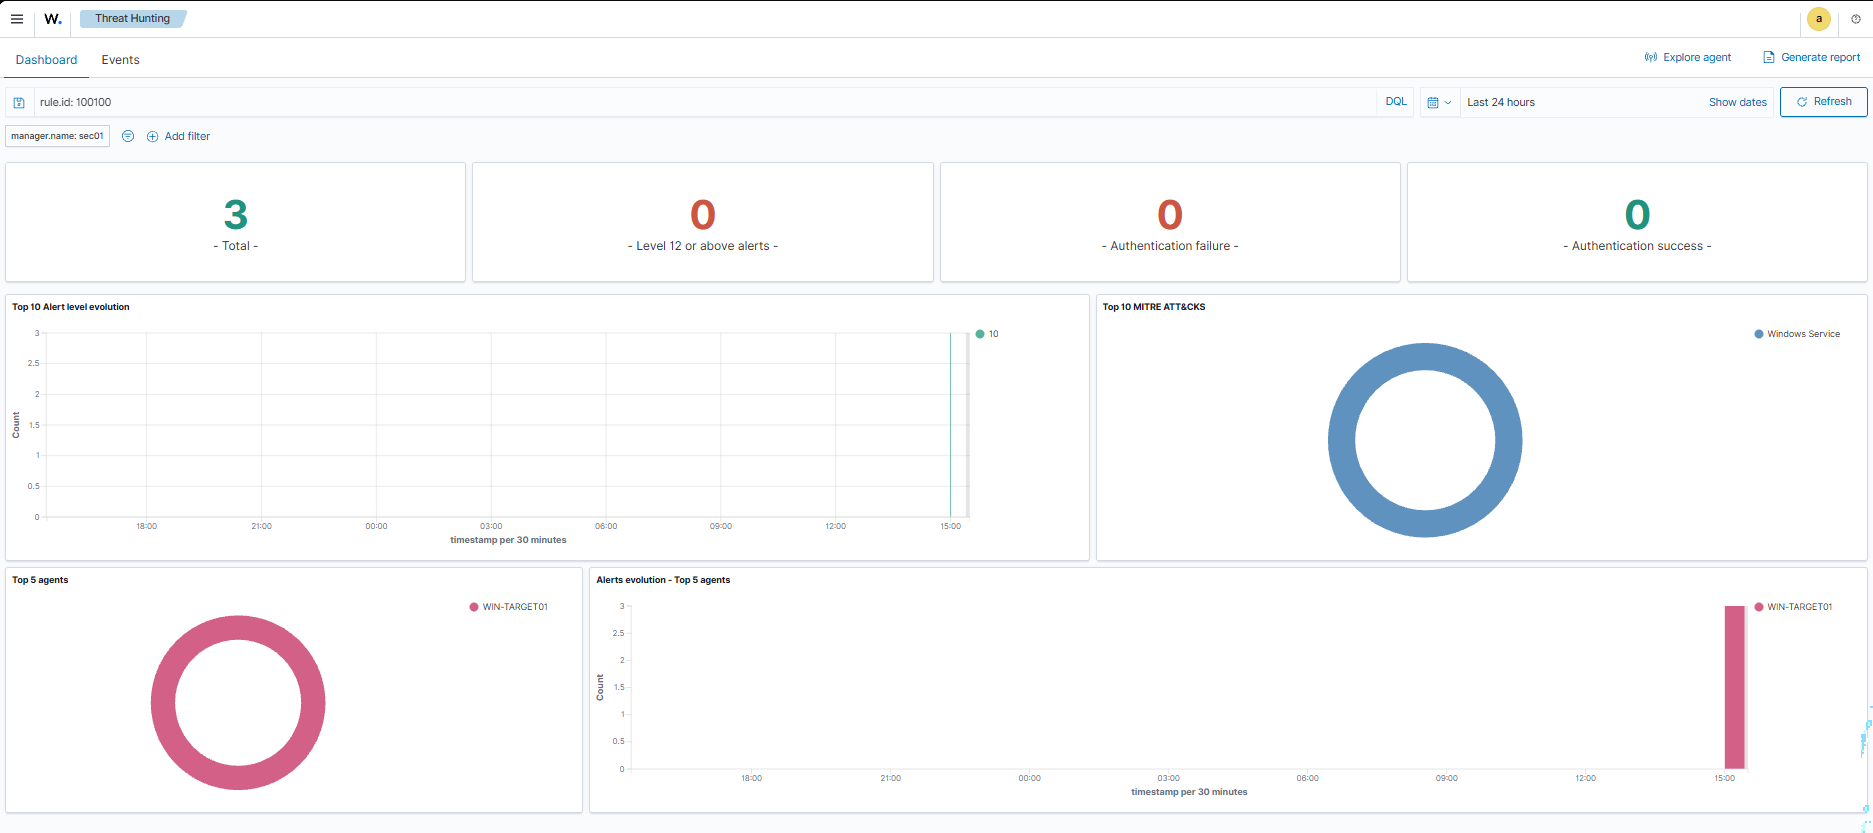 W. Threat Hunting a
Dashboard Events Explore agent Generate report
rule.id: 100100 DQL Last 24 hours Show dates Refresh
manager.name: sec01 Add filter
3 0 0 0
- Total - - Level 12 or above alerts - - Authentication failure - - Authentication success -
Top 10 Alert level evolution
3
2.5
2
1.5
1
0.5
0
Count
18:00 21:00 00:00 03:00 06:00 09:00 12:00 15:00
timestamp per 30 minutes
10
Top 10 MITRE ATT&CKS
Windows Service
Top 5 agents
WIN-TARGET01
Alerts evolution - Top 5 agents
3
2.5
2
1.5
1
0.5
0
Count
18:00 21:00 00:00 03:00 06:00 09:00 12:00 15:00
timestamp per 30 minutes
WIN-TARGET01